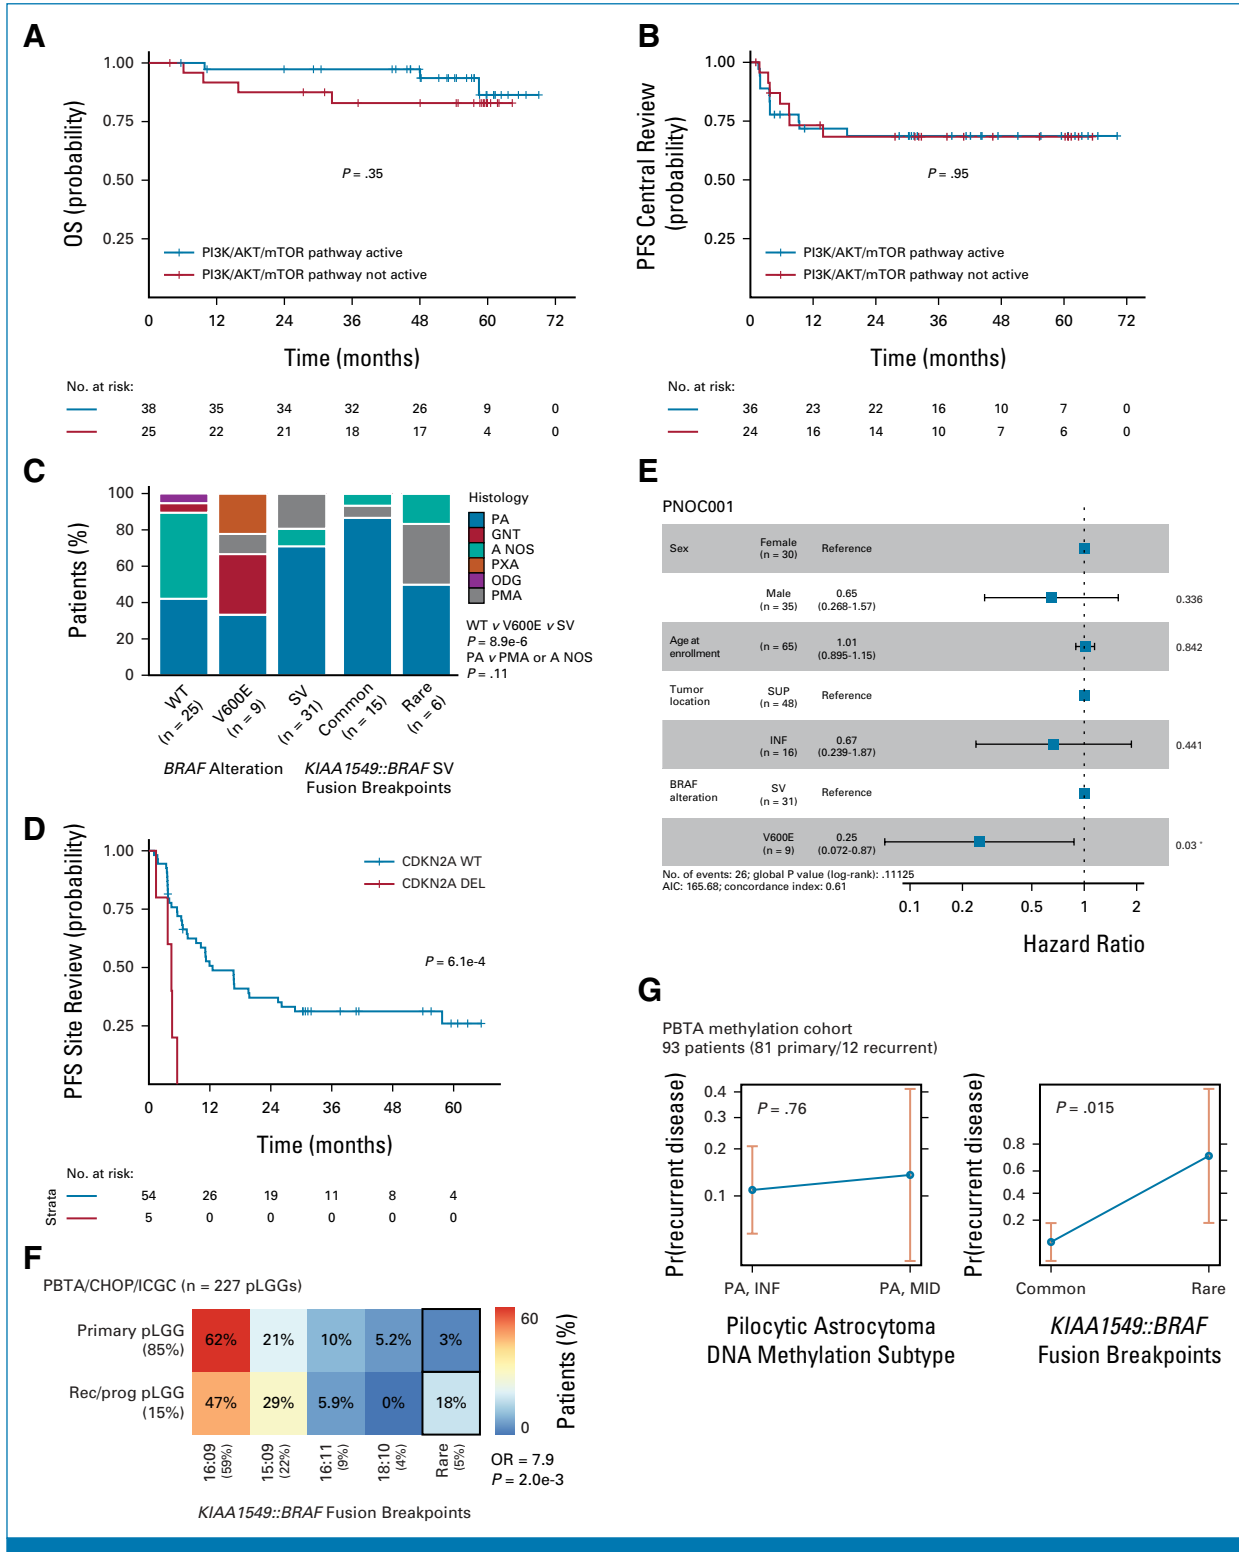 A
OS (probability)
1.00
0.75
0.50
0.25
P = .35
PI3K/AKT/mTOR pathway active
PI3K/AKT/mTOR pathway not active
0 12 24 36 48 60 72
Time (months)
No. at risk:
38 35 34 32 26 9 0
25 22 21 18 17 4 0
B
PFS Central Review
(probability)
1.00
0.75
0.50
0.25
P = .95
PI3K/AKT/mTOR pathway active
PI3K/AKT/mTOR pathway not active
0 12 24 36 48 60 72
Time (months)
No. at risk:
36 23 22 16 10 7 0
24 16 14 10 7 6 0
C
Patients (%)
100
80
60
40
20
0
Histology
PA
GNT
A NOS
PXA
ODG
PMA
WT v V600E v SV
P = 8.9e-6
PA v PMA or A NOS
P = .11
WT
(n = 25)
V600E
(n = 9)
SV
(n = 31)
Common
(n = 15)
Rare
(n = 6)
BRAF Alteration
KIAA1549::BRAF SV
Fusion Breakpoints
D
PFS Site Review (probability)
1.00
0.75
0.50
0.25
CDKN2A WT
CDKN2A DEL
P = 6.1e-4
0 12 24 36 48 60
Time (months)
No. at risk:
Strata
54 26 19 11 8 4
5 0 0 0 0 0
E
PNOC001
Sex
Female
(n = 30)
Reference
Male
(n = 35)
0.65
(0.268-1.57)
0.336
Age at
enrollment
(n = 65)
1.01
(0.895-1.15)
0.842
Tumor
location
SUP
(n = 48)
Reference
INF
(n = 16)
0.67
(0.239-1.87)
0.441
BRAF
alteration
SV
(n = 31)
Reference
V600E
(n = 9)
0.25
(0.072-0.87)
0.03 *
No. of events: 26; global P value (log-rank): .11125
AIC: 165.68; concordance index: 0.61
0.1 0.2 0.5 1 2
Hazard Ratio
F
PBTA/CHOP/ICGC (n = 227 pLGGs)
Primary pLGG
(85%)
62% 21% 10% 5.2% 3%
Rec/prog pLGG
(15%)
47% 29% 5.9% 0% 18%
16:09
(59%)
15:09
(22%)
16:11
(9%)
18:10
(4%)
Rare
(5%)
KIAA1549::BRAF Fusion Breakpoints
60
0
Patients (%)
OR = 7.9
P = 2.0e-3
G
PBTA methylation cohort
93 patients (81 primary/12 recurrent)
Pr(recurrent disease)
0.4
0.3
0.2
0.1
P = .76
PA, INF
PA, MID
Pilocytic Astrocytoma
DNA Methylation Subtype
Pr(recurrent disease)
0.8
0.6
0.4
0.2
P = .015
Common
Rare
KIAA1549::BRAF
Fusion Breakpoints